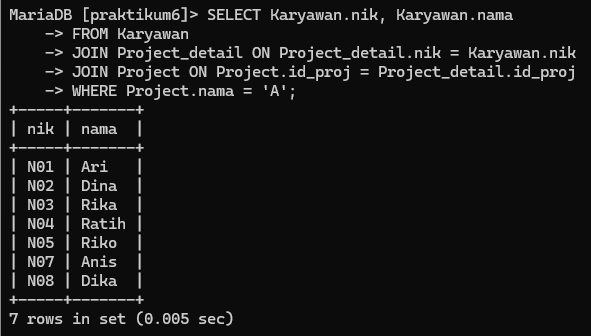 MariaDB [praktikum6]> SELECT Karyawan.nik, Karyawan.nama
    -> FROM Karyawan
    -> JOIN Project_detail ON Project_detail.nik = Karyawan.nik
    -> JOIN Project ON Project.id_proj = Project_detail.id_proj
    -> WHERE Project.nama = 'A';
+-----+-------+
| nik | nama  |
+-----+-------+
| N01 | Ari   |
| N02 | Dina  |
| N03 | Rika  |
| N04 | Ratih |
| N05 | Riko  |
| N07 | Anis  |
| N08 | Dika  |
+-----+-------+
7 rows in set (0.005 sec)